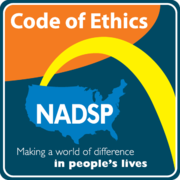 Code of Ethics
NADSP
Making a world of difference
in people's lives